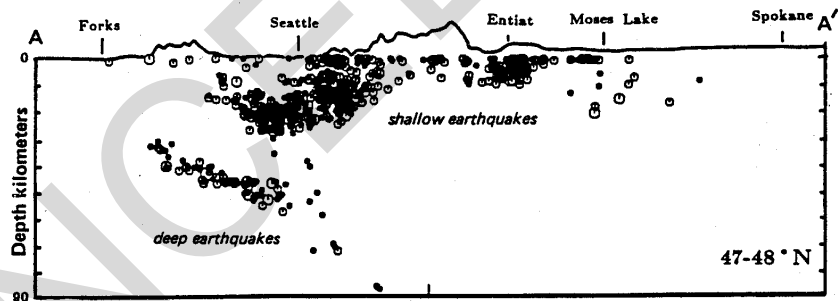 Forks Seattle Entiat Moses Lake Spokane
A A'
0
shallow earthquakes
Depth kilometers
deep earthquakes
47-48° N
90